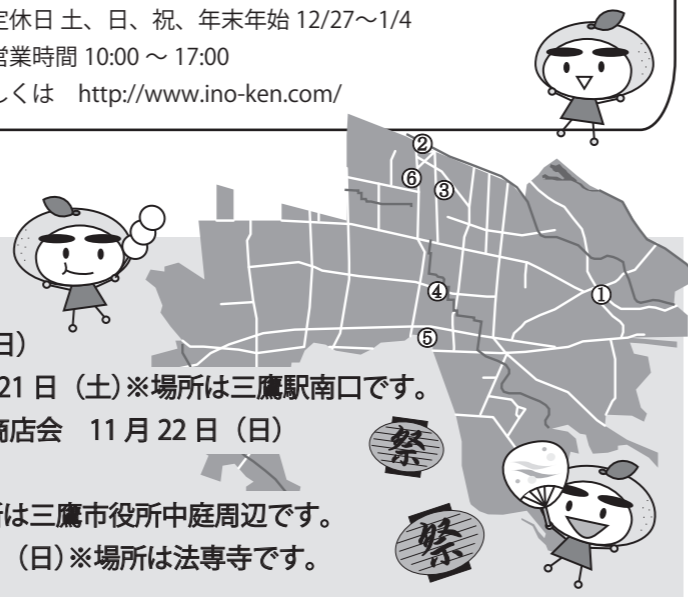 定休日 土、日、祝、年末年始 12/27～1/4
営業時間 10:00 ～ 17:00
しくは　http://www.ino-ken.com/
②
⑥
③
④
①
⑤
日）
21 日（土）※場所は三鷹駅南口です。
商店会　11 月 22 日（日）
祭
所は三鷹市役所中庭周辺です。
（日）※場所は法専寺です。
祭